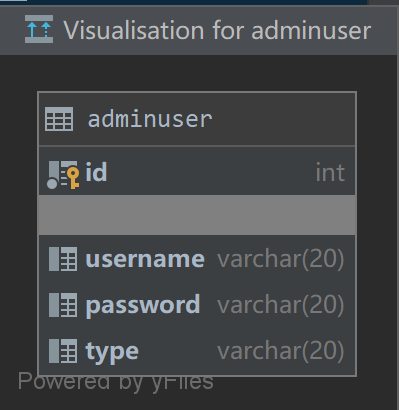 Visualisation for adminuser
adminuser
id int
username varchar(20)
password varchar(20)
type varchar(20)
Powered by yFiles